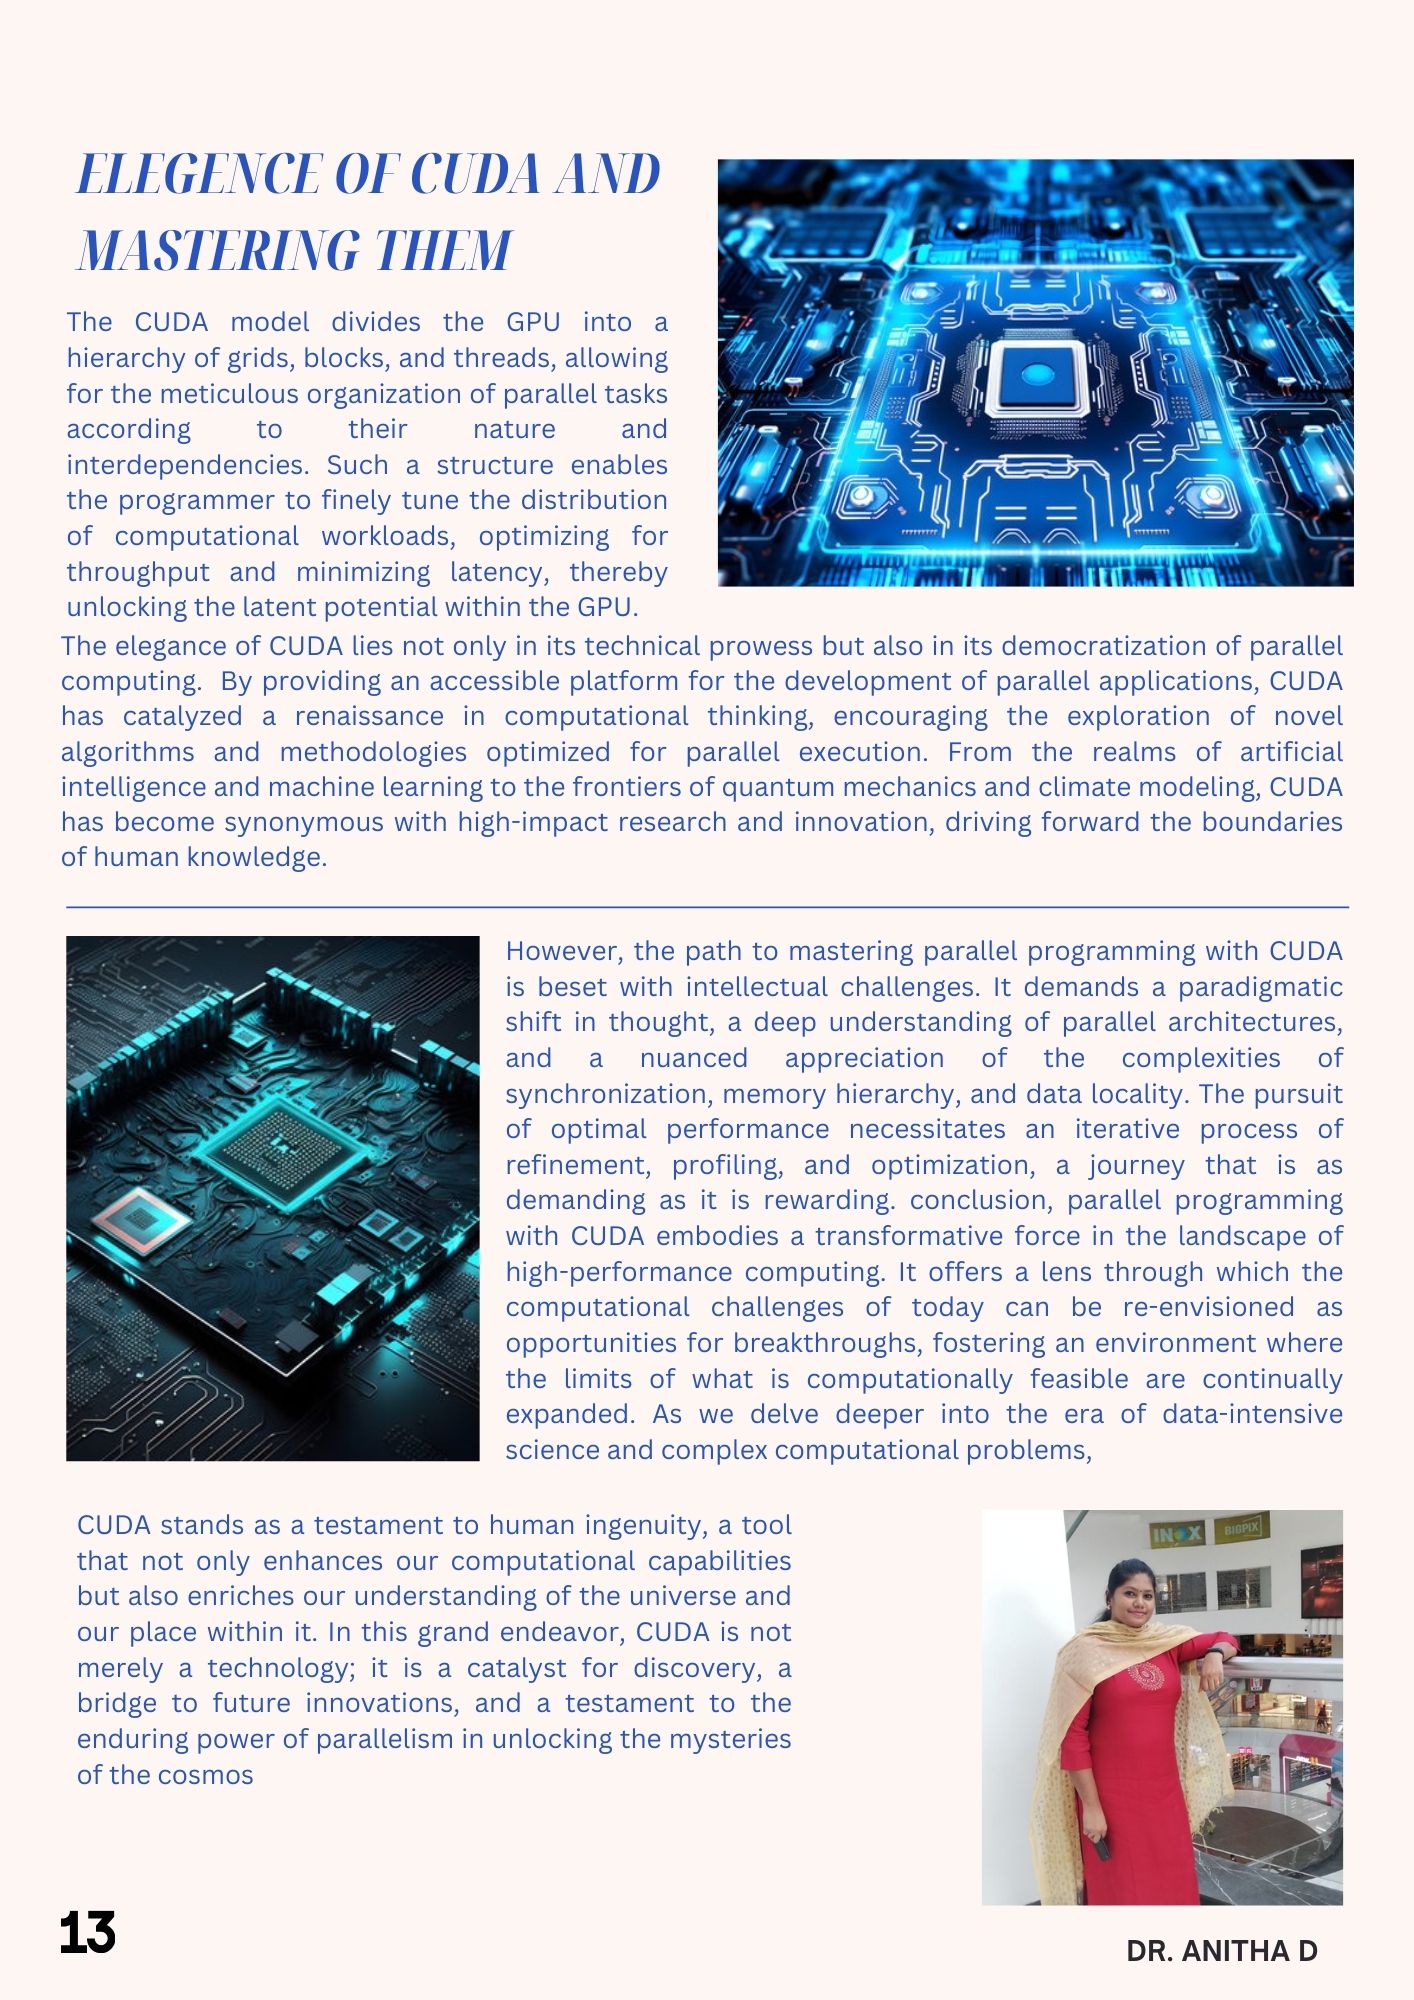 ELEGENCE OF CUDA AND
MASTERING THEM
The CUDA model divides the GPU into a
hierarchy of grids, blocks, and threads, allowing
for the meticulous organization of parallel tasks
according to their nature and
interdependencies. Such a structure enables
the programmer to finely tune the distribution
of computational workloads, optimizing for
throughput and minimizing latency, thereby
unlocking the latent potential within the GPU.
The elegance of CUDA lies not only in its technical prowess but also in its democratization of parallel
computing. By providing an accessible platform for the development of parallel applications, CUDA
has catalyzed a renaissance in computational thinking, encouraging the exploration of novel
algorithms and methodologies optimized for parallel execution. From the realms of artificial
intelligence and machine learning to the frontiers of quantum mechanics and climate modeling, CUDA
has become synonymous with high-impact research and innovation, driving forward the boundaries
of human knowledge.
However, the path to mastering parallel programming with CUDA
is beset with intellectual challenges. It demands a paradigmatic
shift in thought, a deep understanding of parallel architectures,
and a nuanced appreciation of the complexities of
synchronization, memory hierarchy, and data locality. The pursuit
of optimal performance necessitates an iterative process of
refinement, profiling, and optimization, a journey that is as
demanding as it is rewarding. conclusion, parallel programming
with CUDA embodies a transformative force in the landscape of
high-performance computing. It offers a lens through which the
computational challenges of today can be re-envisioned as
opportunities for breakthroughs, fostering an environment where
the limits of what is computationally feasible are continually
expanded. As we delve deeper into the era of data-intensive
science and complex computational problems,
CUDA stands as a testament to human ingenuity, a tool
that not only enhances our computational capabilities
but also enriches our understanding of the universe and
our place within it. In this grand endeavor, CUDA is not
merely a technology; it is a catalyst for discovery, a
bridge to future innovations, and a testament to the
enduring power of parallelism in unlocking the mysteries
of the cosmos
INOX BIGPIX
13
DR. ANITHA D